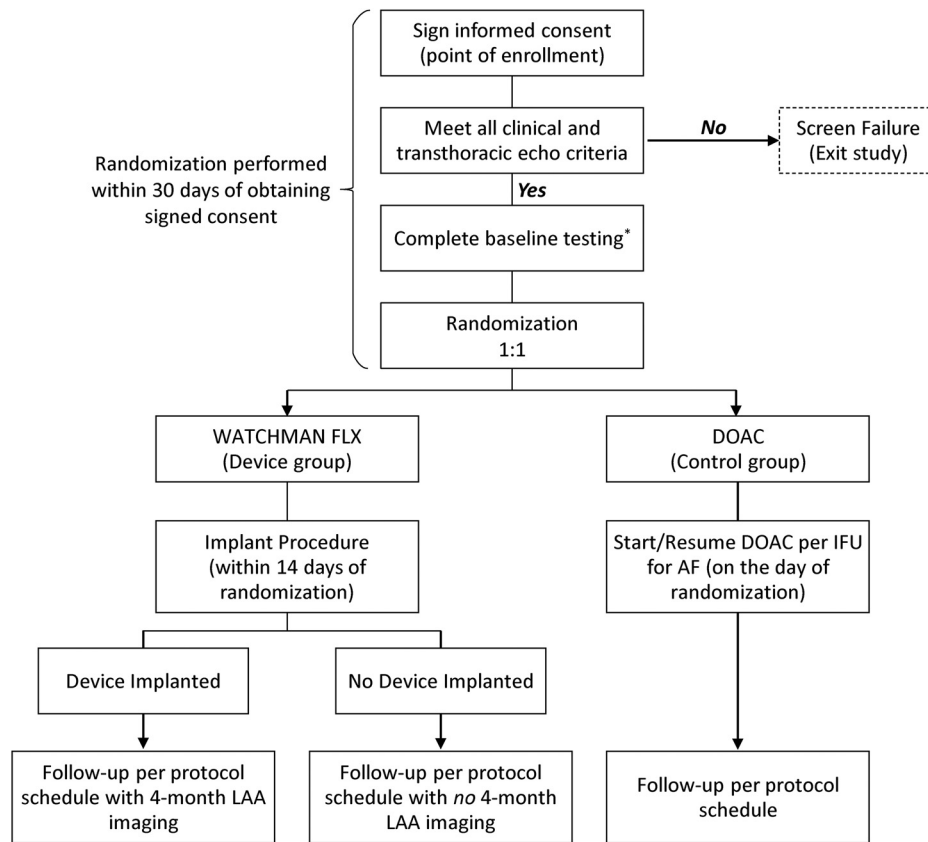 Sign informed consent
(point of enrollment)
Meet all clinical and
transthoracic echo criteria
No
Screen Failure
(Exit study)
Randomization performed
within 30 days of obtaining
signed consent
Yes
Complete baseline testing*
Randomization
1:1
WATCHMAN FLX
(Device group)
DOAC
(Control group)
Implant Procedure
(within 14 days of
randomization)
Start/Resume DOAC per IFU
for AF (on the day of
randomization)
Device Implanted
No Device Implanted
Follow-up per protocol
schedule with 4-month LAA
imaging
Follow-up per protocol
schedule with no 4-month
LAA imaging
Follow-up per protocol
schedule